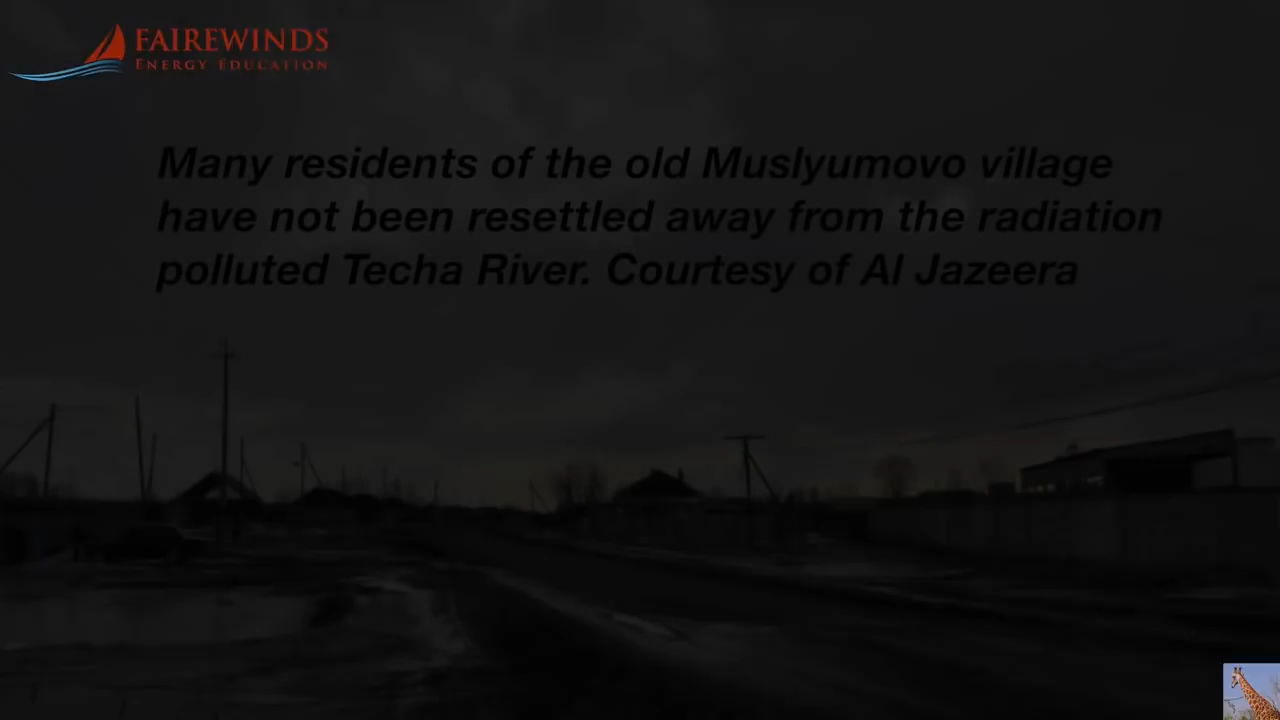 FAIREWINDS
ENERGY EDUCATION
Many residents of the old Muslyumovo village
have not been resettled away from the radiation
polluted Techa River. Courtesy of Al Jazeera